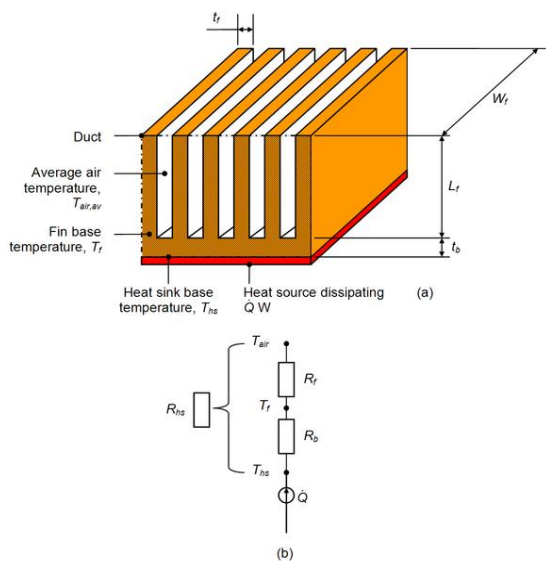 t_f
W_f
Duct
Average air
temperature,
T_air,av
L_f
Fin base
temperature, T_f
t_b
Heat sink base
temperature, T_hs
Heat source dissipating
Q̇ W
(a)
T_air
R_f
R_hs
T_f
R_b
T_hs
Q̇
(b)